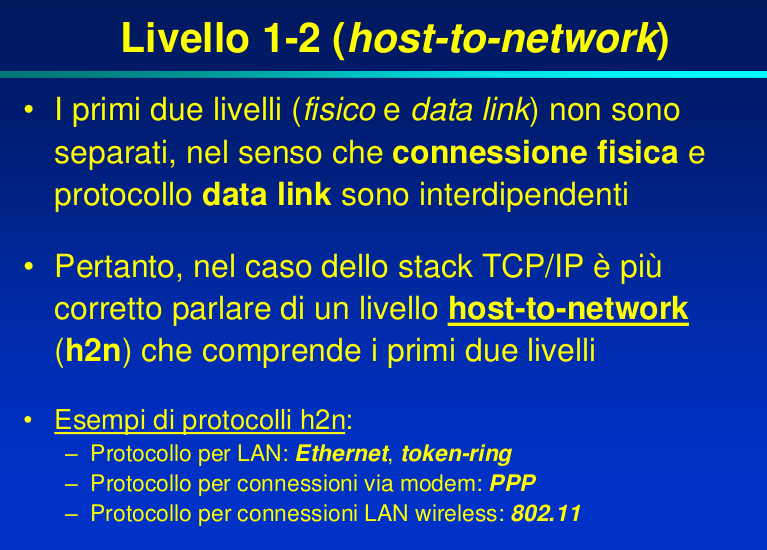 Livello 1-2 (host-to-network)
• I primi due livelli (fisico e data link) non sono
separati, nel senso che connessione fisica e
protocollo data link sono interdipendenti
• Pertanto, nel caso dello stack TCP/IP è più
corretto parlare di un livello host-to-network
(h2n) che comprende i primi due livelli
• Esempi di protocolli h2n:
– Protocollo per LAN: Ethernet, token-ring
– Protocollo per connessioni via modem: PPP
– Protocollo per connessioni LAN wireless: 802.11